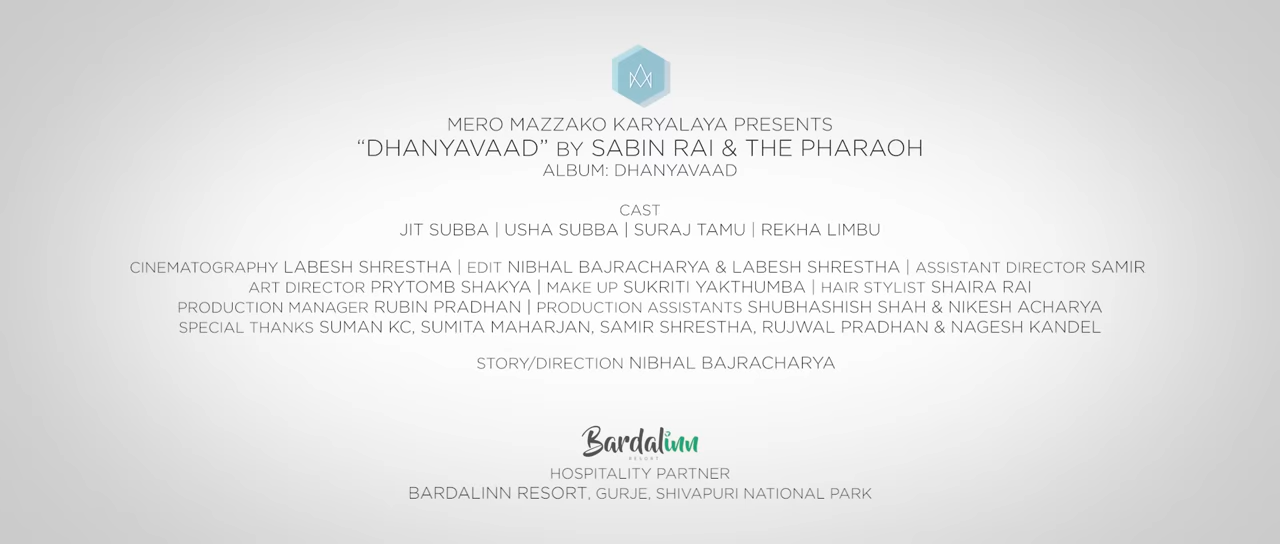 MERO MAZZAKO KARYALAYA PRESENTS
“DHANYAVAAD” BY SABIN RAI & THE PHARAOH
ALBUM: DHANYAVAAD
CAST
JIT SUBBA | USHA SUBBA | SURAJ TAMU | REKHA LIMBU
CINEMATOGRAPHY LABESH SHRESTHA | EDIT NIBHAL BAJRACHARYA & LABESH SHRESTHA | ASSISTANT DIRECTOR SAMIR
ART DIRECTOR PRYTOMB SHAKYA | MAKE UP SUKRITI YAKTHUMBA | HAIR STYLIST SHAIRA RAI
PRODUCTION MANAGER RUBIN PRADHAN | PRODUCTION ASSISTANTS SHUBHASHISH SHAH & NIKESH ACHARYA
SPECIAL THANKS SUMAN KC, SUMITA MAHARJAN, SAMIR SHRESTHA, RUJWAL PRADHAN & NAGESH KANDEL
STORY/DIRECTION NIBHAL BAJRACHARYA
Bardalinn
RESORT
HOSPITALITY PARTNER
BARDALINN RESORT, GURJE, SHIVAPURI NATIONAL PARK